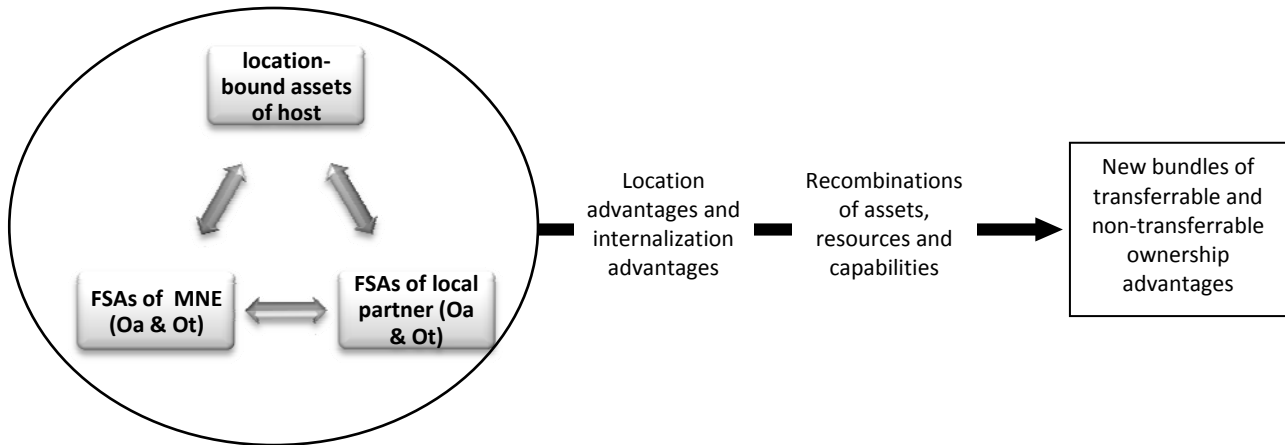 location-
bound assets
of host
FSAs of MNE
(Oa & Ot)
FSAs of local
partner (Oa
& Ot)
Location
advantages and
internalization
advantages
Recombinations
of assets,
resources and
capabilities
New bundles of
transferrable and
non-transferrable
ownership
advantages